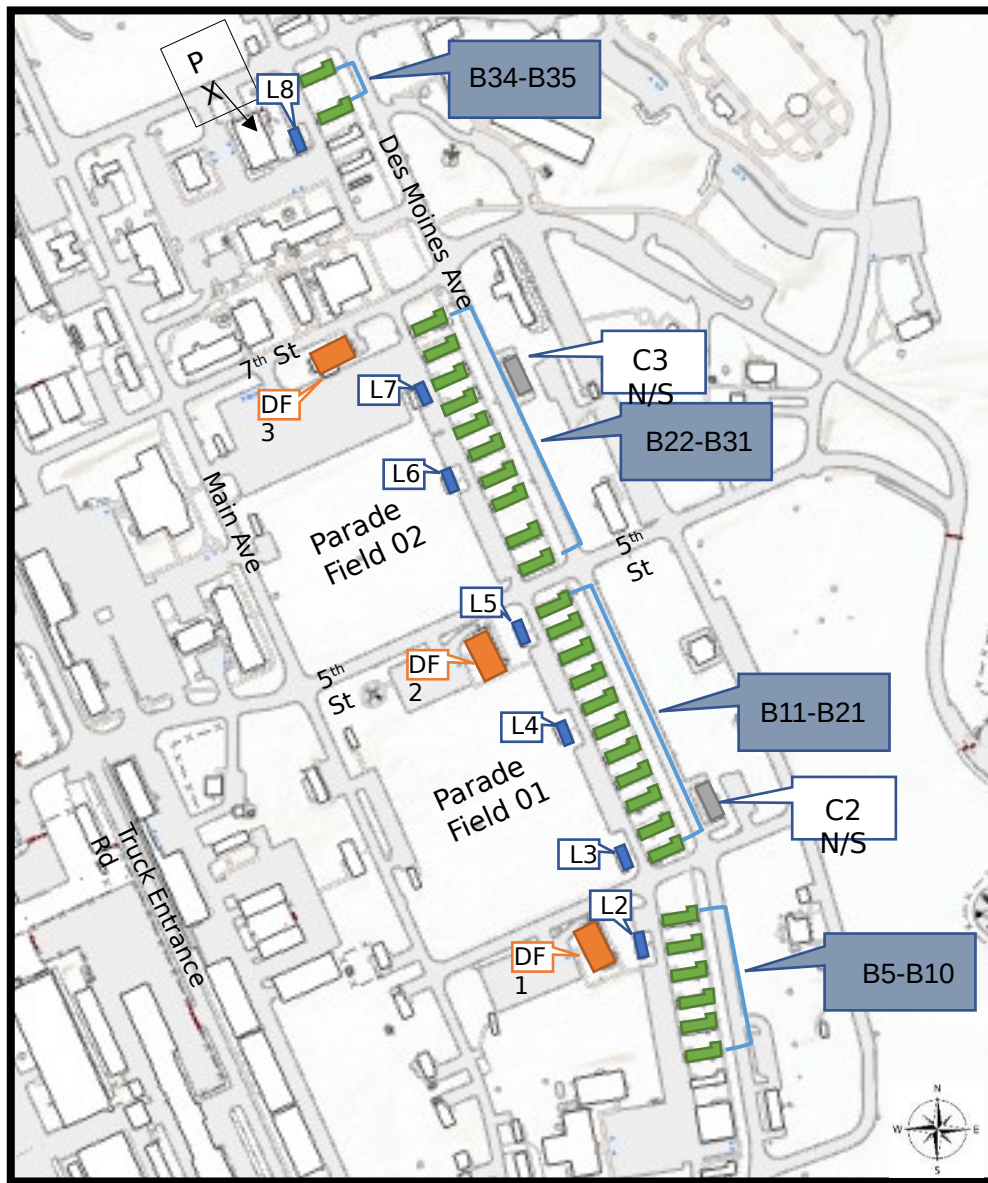 P
X
L8
B34-B35
Des Moines Ave
7th St
C3
N/S
DF
3
L7
B22-B31
L6
Main Ave
Parade
Field 02
5th
St
L5
DF
2
5th
St
B11-B21
L4
Parade
Field 01
C2
N/S
Truck Entrance
Rd
L3
L2
DF
1
B5-B10
N
W
E
S